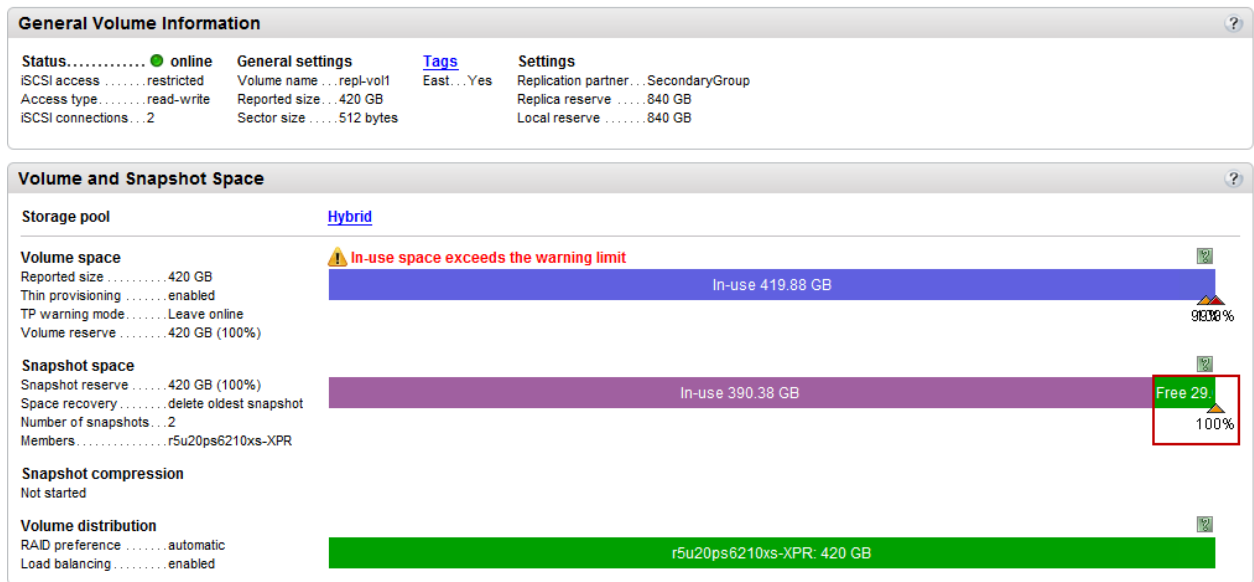 General Volume Information
Status............ online General settings Tags Settings
iSCSI access .......restricted Volume name ...repl-vol1 East...Yes Replication partner...SecondaryGroup
Access type........read-write Reported size...420 GB Replica reserve .....840 GB
iSCSI connections...2 Sector size .....512 bytes Local reserve .......840 GB
Volume and Snapshot Space
Storage pool Hybrid
Volume space In-use space exceeds the warning limit
Reported size ..........420 GB In-use 419.88 GB
Thin provisioning .......enabled
TP warning mode.......Leave online
Volume reserve ........420 GB (100%)
Snapshot space
Snapshot reserve ......420 GB (100%) In-use 390.38 GB Free 29.
Space recovery........delete oldest snapshot
Number of snapshots...2 100%
Members...............r5u20ps6210xs-XPR
Snapshot compression
Not started
Volume distribution
RAID preference .......automatic r5u20ps6210xs-XPR: 420 GB
Load balancing.........enabled